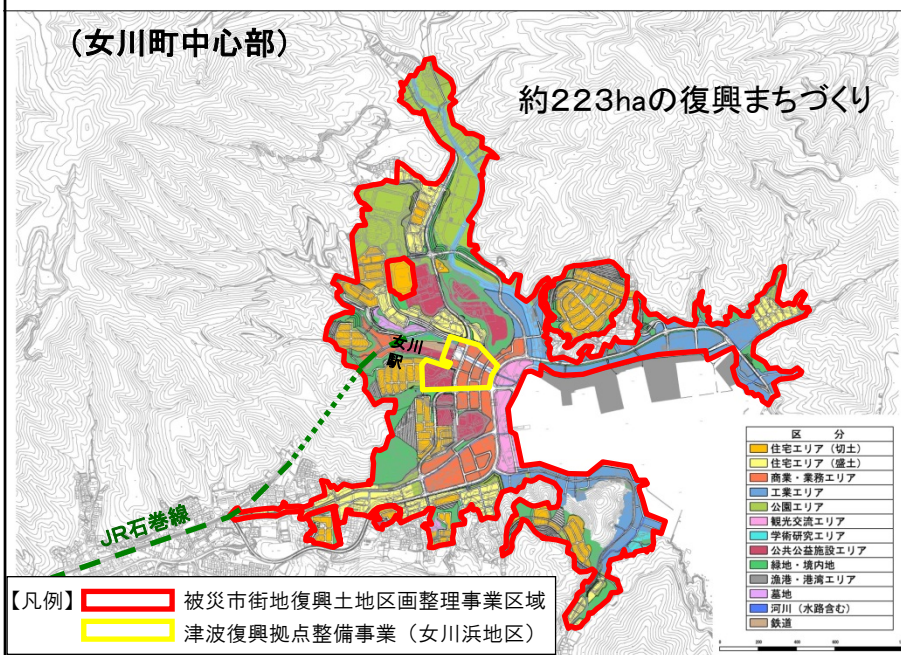 （女川町中心部）
約２２３haの復興まちづくり
女川
駅
JR石巻線
区　分
住宅エリア（切土）
住宅エリア（盛土）
商業・業務エリア
工業エリア
公園エリア
観光交流エリア
学術研究エリア
公共公益施設エリア
緑地・境内地
漁港・港湾エリア
墓地
河川（水路含む）
鉄道
【凡例】
被災市街地復興土地区画整理事業区域
津波復興拠点整備事業（女川浜地区）